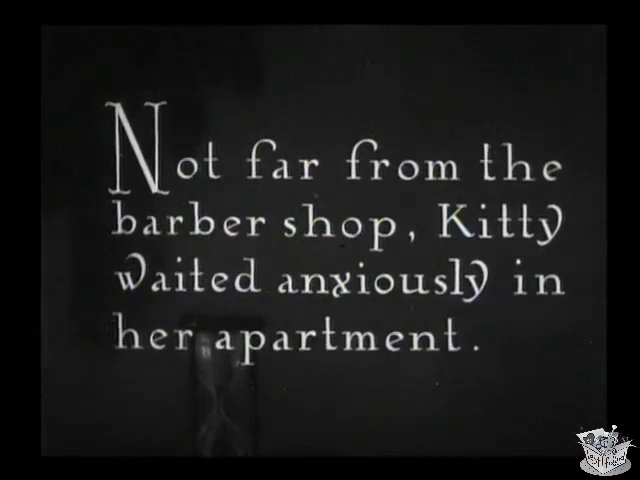 Not far from the
barber shop, Kitty
waited anxiously in
her apartment.